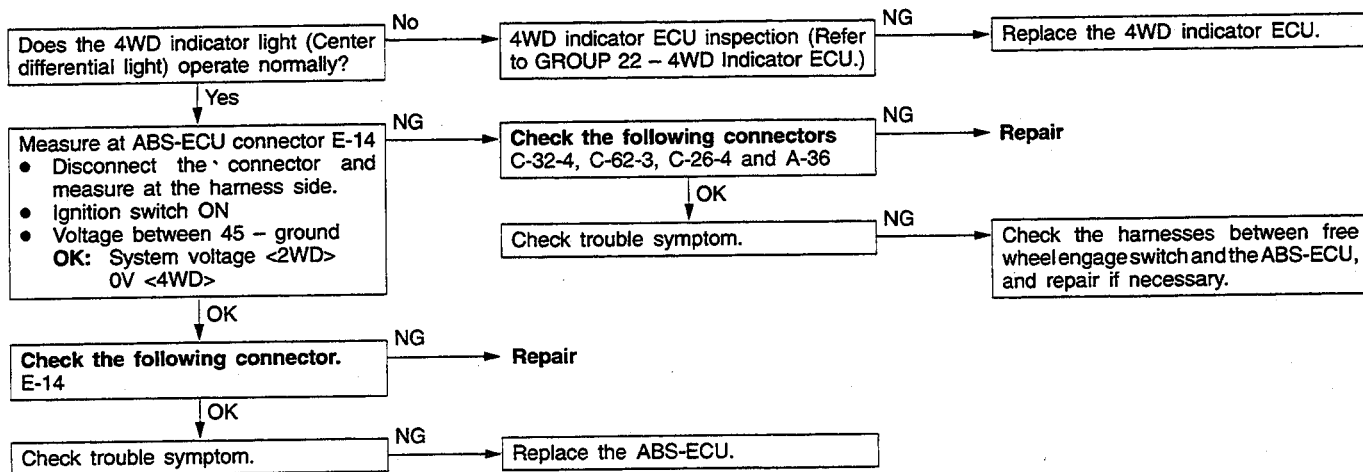 Does the 4WD indicator light (Center
differential light) operate normally?
No
4WD indicator ECU inspection (Refer
to GROUP 22 – 4WD Indicator ECU.)
NG
Replace the 4WD indicator ECU.
Yes
Measure at ABS-ECU connector E-14
● Disconnect the connector and
measure at the harness side.
● Ignition switch ON
● Voltage between 45 – ground
OK: System voltage <2WD>
0V <4WD>
NG
Check the following connectors
C-32-4, C-62-3, C-26-4 and A-36
NG
Repair
OK
Check trouble symptom.
NG
Check the harnesses between free
wheel engage switch and the ABS-ECU,
and repair if necessary.
OK
Check the following connector.
E-14
NG
Repair
OK
Check trouble symptom.
NG
Replace the ABS-ECU.